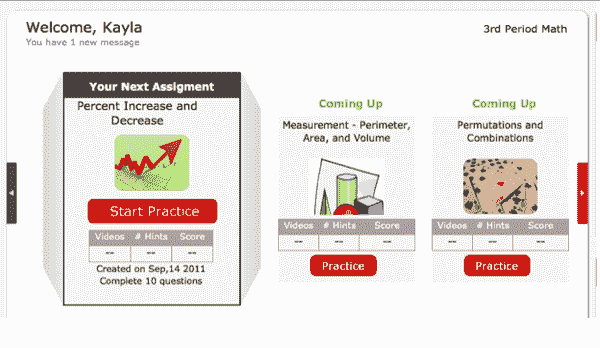 Welcome, Kayla
3rd Period Math
You have 1 new message
Your Next Assigment
Percent Increase and
Decrease
Start Practice
Videos # Hints Score
-- -- --
Created on Sep,14 2011
Complete 10 questions
Coming Up
Measurement - Perimeter,
Area, and Volume
Videos # Hints Score
-- -- --
Practice
Coming Up
Permutations and
Combinations
Videos # Hints Score
-- -- --
Practice